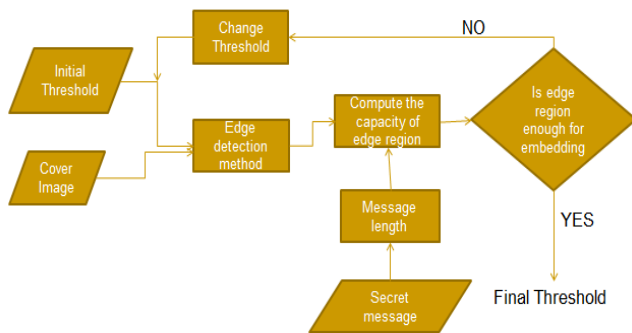 NO
Change
Threshold
Initial
Threshold
Is edge
region
enough for
embedding
Compute the
capacity of
edge region
Edge
detection
method
Cover
Image
Message
length
YES
Secret
message
Final Threshold